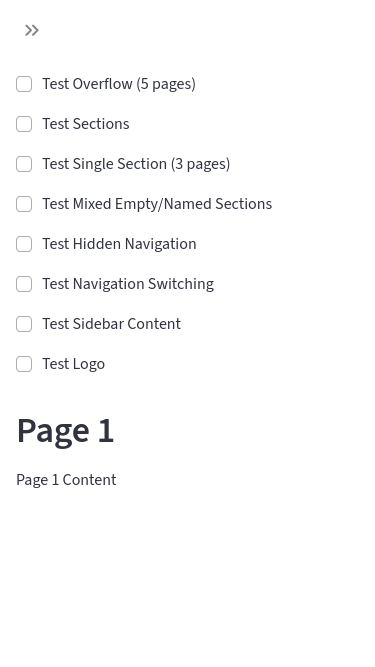 Test Overflow (5 pages)
Test Sections
Test Single Section (3 pages)
Test Mixed Empty/Named Sections
Test Hidden Navigation
Test Navigation Switching
Test Sidebar Content
Test Logo
Page 1
Page 1 Content